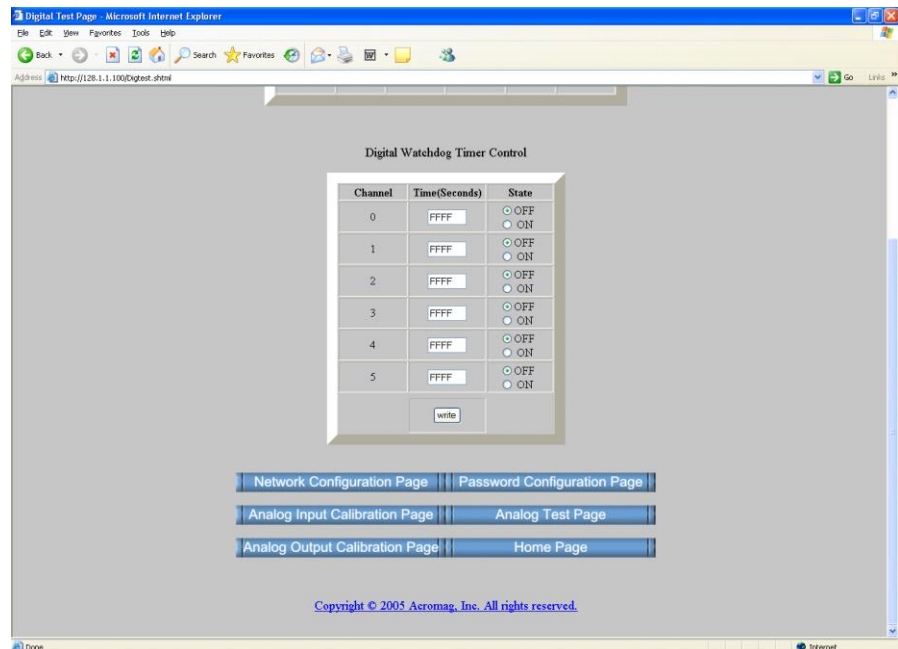 Digital Test Page - Microsoft Internet Explorer
File Edit View Favorites Tools Help
Back Search Favorites
Address http://128.1.1.100/Digtest.shtml Go Links »
Digital Watchdog Timer Control
Channel Time(Seconds) State
0 FFFF OFF
ON
1 FFFF OFF
ON
2 FFFF OFF
ON
3 FFFF OFF
ON
4 FFFF OFF
ON
5 FFFF OFF
ON
write
Network Configuration Page Password Configuration Page
Analog Input Calibration Page Analog Test Page
Analog Output Calibration Page Home Page
Copyright © 2005 Acromag, Inc. All rights reserved.
Done Internet